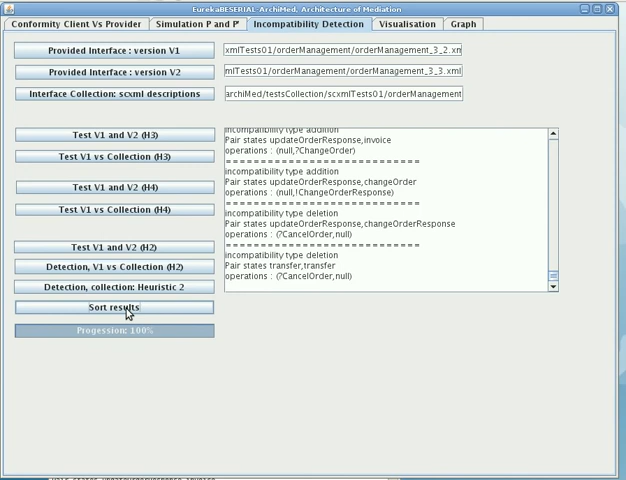 EurekaBESERIAL-ArchiMed, Architecture of Mediation
Conformity Client Vs Provider
Simulation P and P'
Incompatibility Detection
Visualisation
Graph
Provided Interface : version V1
xmlTests01/orderManagement/orderManagement_3_2.xm
Provided Interface : version V2
mlTests01/orderManagement/orderManagement_3_3.xml
Interface Collection: scxml descriptions
archiMed/testsCollection/scxmlTests01/orderManagement
Test V1 and V2 (H3)
Test V1 vs Collection (H3)
Test V1 and V2 (H4)
Test V1 vs Collection (H4)
Test V1 and V2 (H2)
Detection, V1 vs Collection (H2)
Detection, collection: Heuristic 2
Sort results
Progession: 100%
incompatibility type addition
Pair states updateOrderResponse,invoice
operations : (null,?ChangeOrder)
============================
incompatibility type addition
Pair states updateOrderResponse,changeOrder
operations : (null,!ChangeOrderResponse)
============================
incompatibility type deletion
Pair states updateOrderResponse,changeOrderResponse
operations : (?CancelOrder,null)
============================
incompatibility type deletion
Pair states transfer,transfer
operations : (?CancelOrder,null)